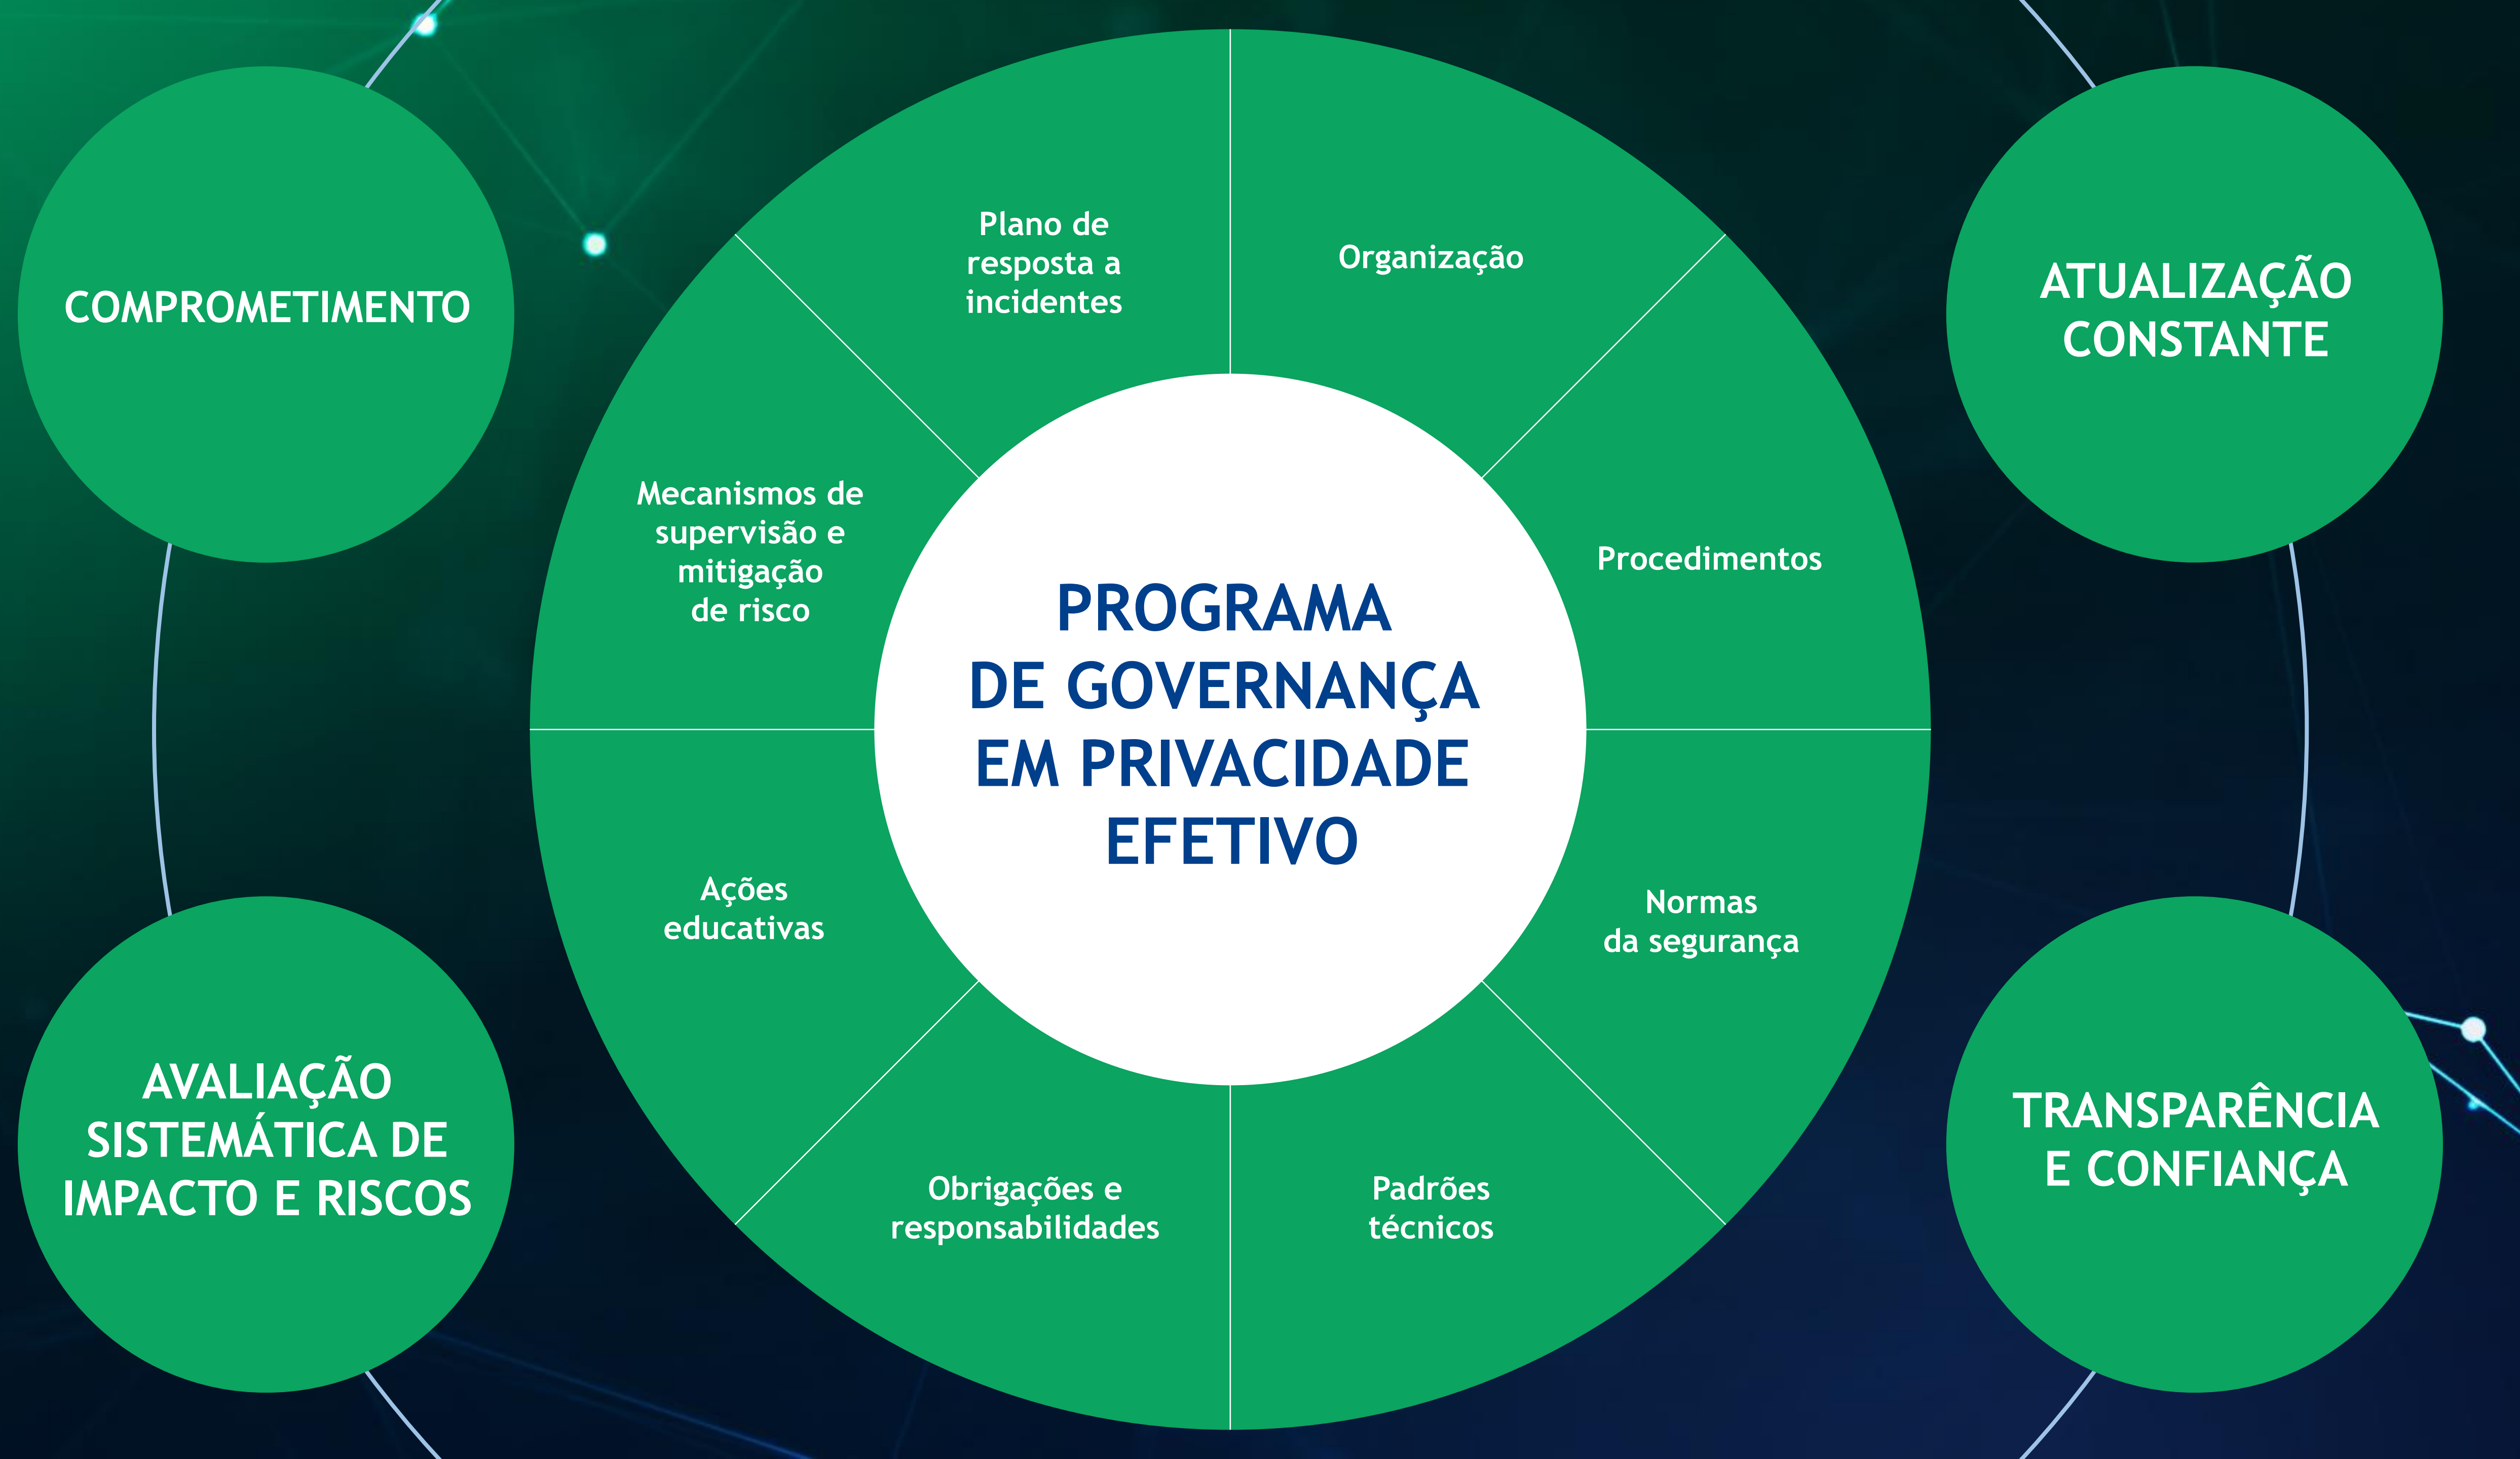 COMPROMETIMENTO
AVALIAÇÃO
SISTEMÁTICA DE
IMPACTO E RISCOS
Plano de
resposta a
incidentes
Organização
Mecanismos de
supervisão e
mitigação
de risco
Procedimentos
PROGRAMA
DE GOVERNANÇA
EM PRIVACIDADE
EFETIVO
Ações
educativas
Normas
da segurança
Obrigações e
responsabilidades
Padrões
técnicos
ATUALIZAÇÃO
CONSTANTE
TRANSPARÊNCIA
E CONFIANÇA